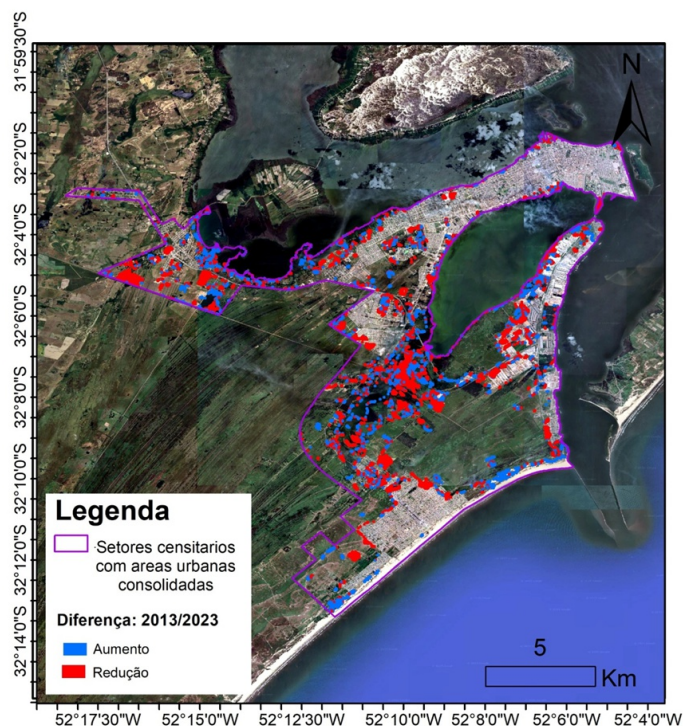 31°59'30"S
32°2'0"S
32°4'0"S
32°6'0"S
32°8'0"S
32°10'0"S
32°12'0"S
32°14'0"S
N
Legenda
Setores censitarios
com areas urbanas
consolidadas
Diferença: 2013/2023
Aumento
Redução
5
Km
52°17'30"W 52°15'0"W 52°12'30"W 52°10'0"W 52°8'0"W 52°6'0"W 52°4'0"W